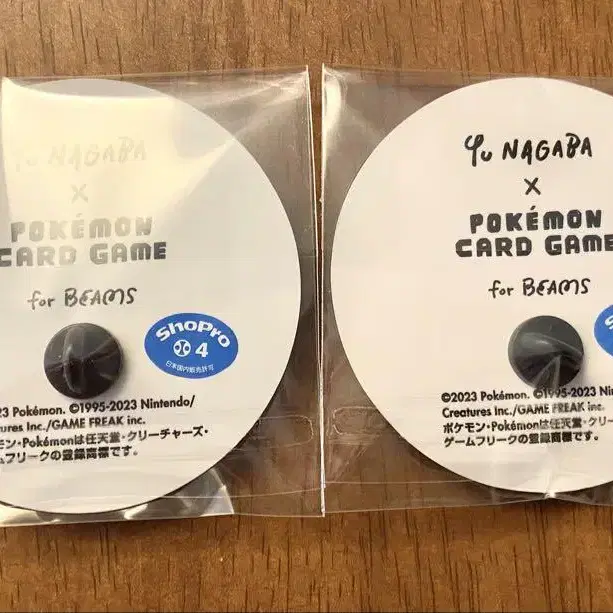 Yu NAGABA
X
POKÉMON
CARD GAME
for BEAMS
ShoPro
4
日本国内販売許可
23 Pokémon. ©1995-2023 Nintendo/
atures Inc./GAME FREAK inc.
モン・Pokémonは任天堂・クリーチャーズ・
ームフリークの登録商標です。
Yu NAGABA
X
POKÉMON
CARD GAME
for BEAMS
Sho
©2023 Pokémon. ©1995-2023 Nin
Creatures Inc./GAME FREAK inc.
ポケモン・Pokémonは任天堂・クリー
ゲームフリークの登録商標です。